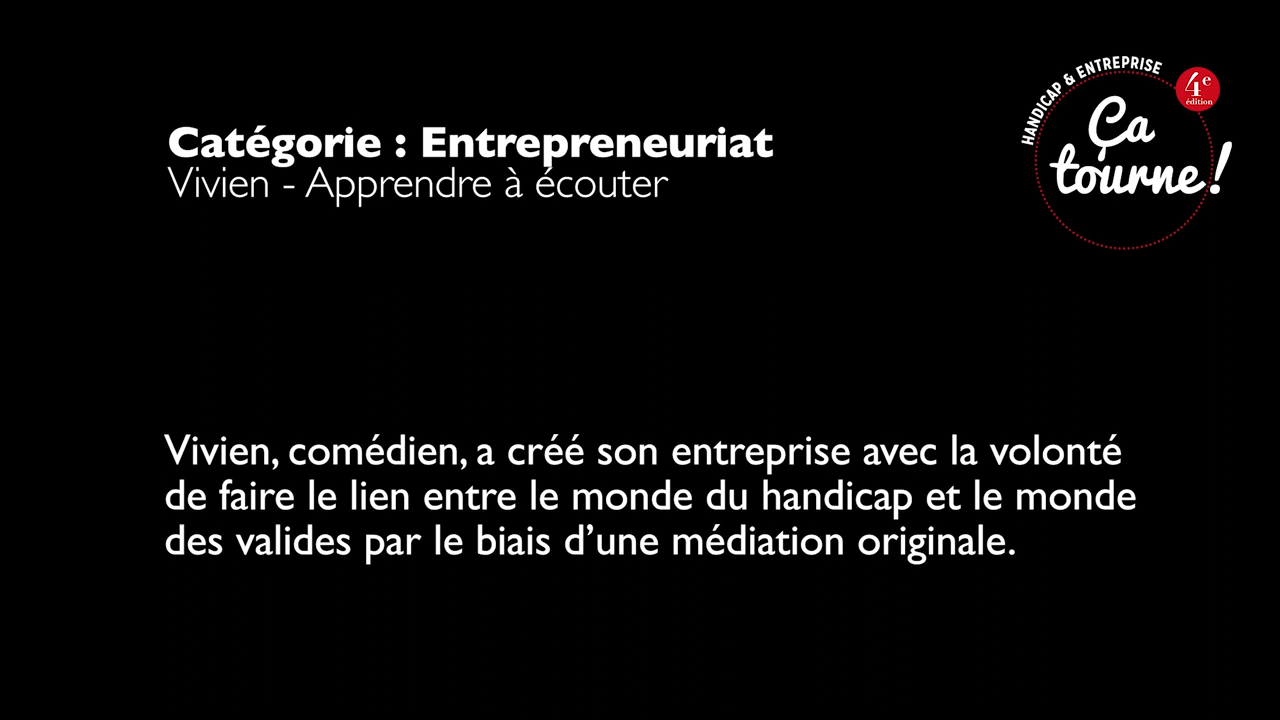 Catégorie : Entrepreneuriat
Vivien - Apprendre à écouter
HANDICAP & ENTREPRISE
4e
édition
Ça
tourne !
Vivien, comédien, a créé son entreprise avec la volonté
de faire le lien entre le monde du handicap et le monde
des valides par le biais d’une médiation originale.